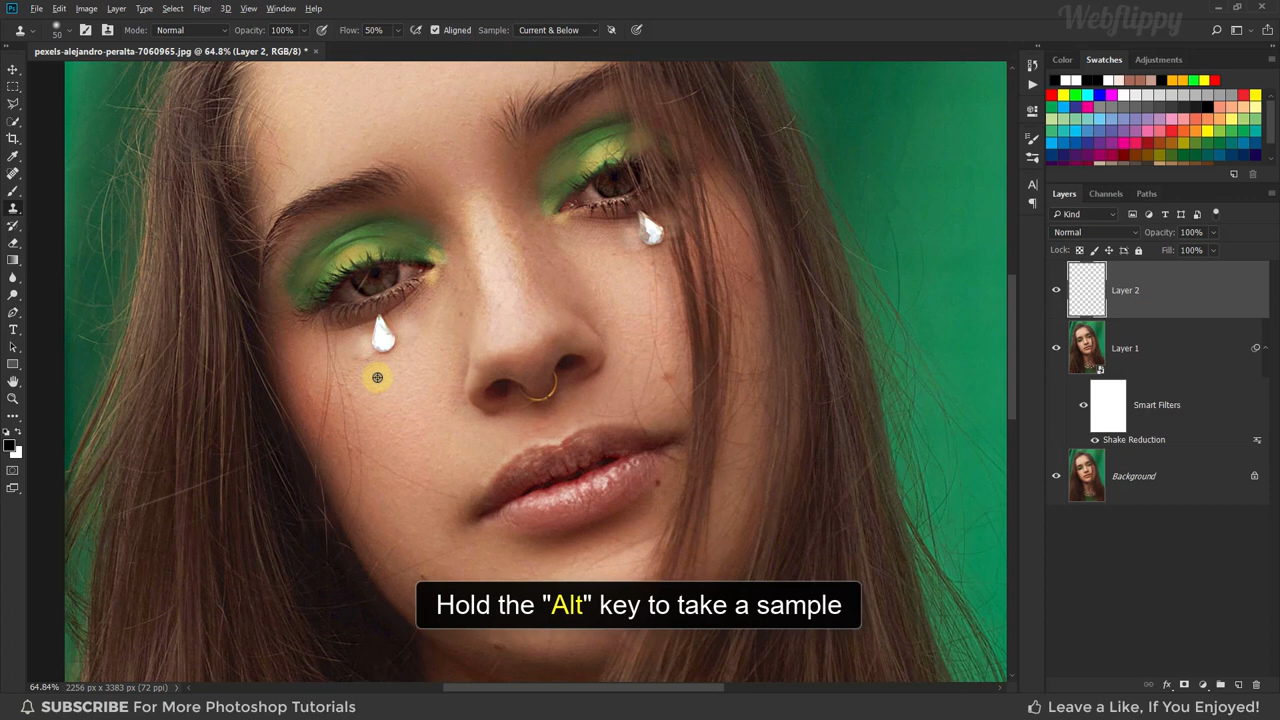 Webflippy
Ps File Edit Image Layer Type Select Filter 3D View Window Help
50 Mode: Normal Opacity: 100% Flow: 50% Aligned Sample: Current & Below
pexels-alejandro-peralta-7060965.jpg @ 64.8% (Layer 2, RGB/8) * ×
Color Swatches Adjustments
Layers Channels Paths
Kind
Normal Opacity: 100%
Lock: Fill: 100%
Layer 2
Layer 1
Smart Filters
Shake Reduction
Background
Hold the "Alt" key to take a sample
64.84% 2256 px x 3383 px (72 ppi)
SUBSCRIBE For More Photoshop Tutorials
Leave a Like, If You Enjoyed!